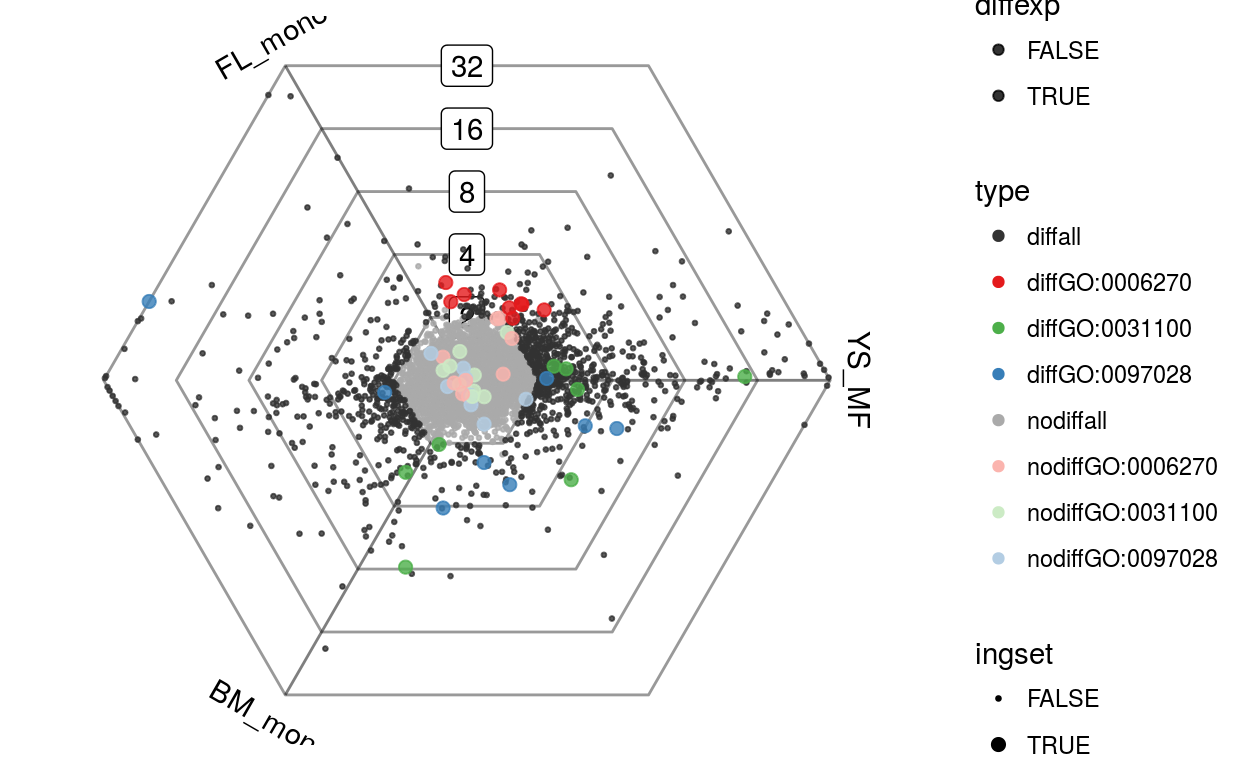 FL_mono
32
16
8
4
2
YS_MF
BM_mon
diffexp
FALSE
TRUE
type
diffall
diffGO:0006270
diffGO:0031100
diffGO:0097028
nodiffall
nodiffGO:0006270
nodiffGO:0031100
nodiffGO:0097028
ingset
FALSE
TRUE